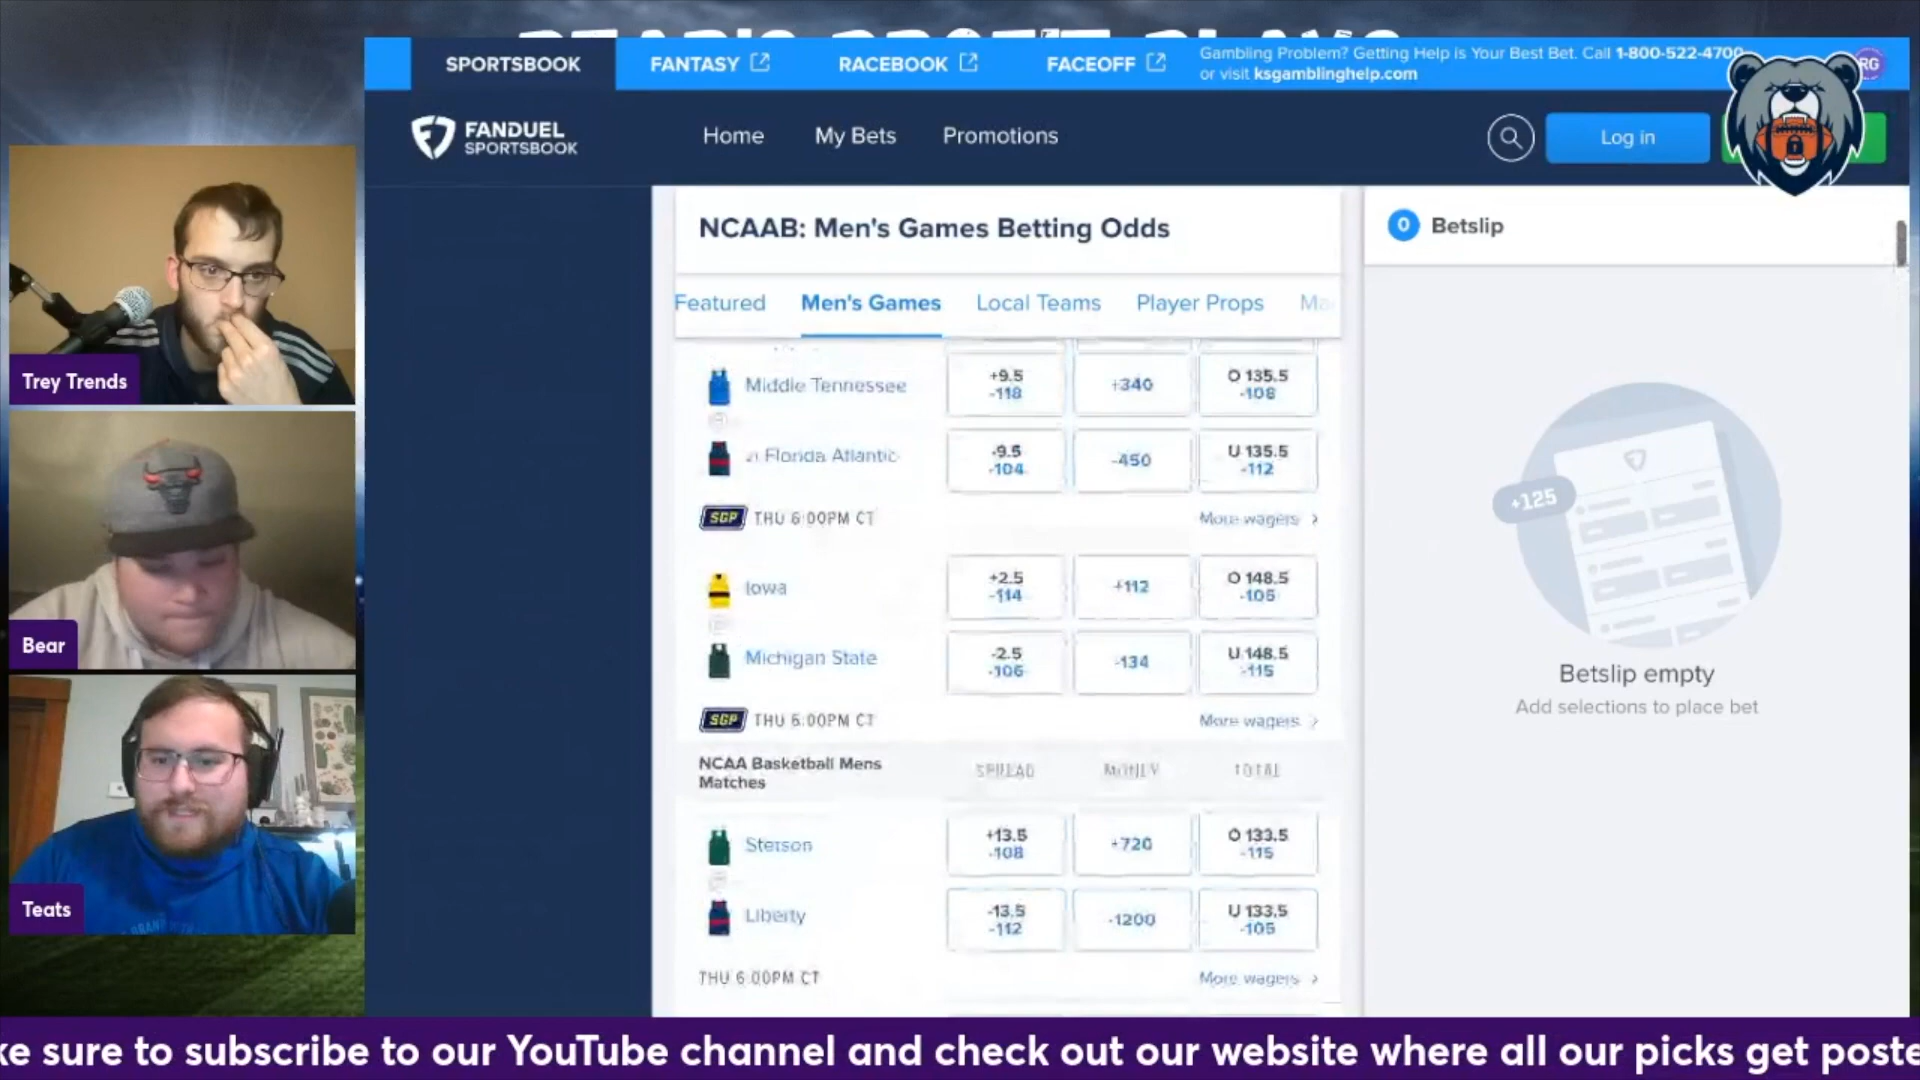 SPORTSBOOK
FANTASY
RACEBOOK
FACEOFF
Gambling Problem? Getting Help is Your Best Bet. Call 1-800-522-4700
or visit ksgamblinghelp.com
RG
FANDUEL
SPORTSBOOK
Home
My Bets
Promotions
Log in
NCAAB: Men's Games Betting Odds
0 Betslip
Featured
Men's Games
Local Teams
Player Props
Middle Tennessee
+9.5
-118
+340
O 135.5
-108
Florida Atlantic
-9.5
-104
-450
U 135.5
-112
SGP THU 6:00PM CT
More wagers
Iowa
+2.5
-114
+112
O 148.5
-105
Michigan State
-2.5
-106
-134
U 148.5
-115
SGP THU 6:00PM CT
More wagers
NCAA Basketball Mens
Matches
SPREAD
MONEY
TOTAL
Stetson
+13.5
-108
+720
O 133.5
-115
Liberty
-13.5
-112
-1200
U 133.5
-105
THU 6:00PM CT
More wagers
+125
Betslip empty
Add selections to place bet
Trey Trends
Bear
Teats
ke sure to subscribe to our YouTube channel and check out our website where all our picks get poste